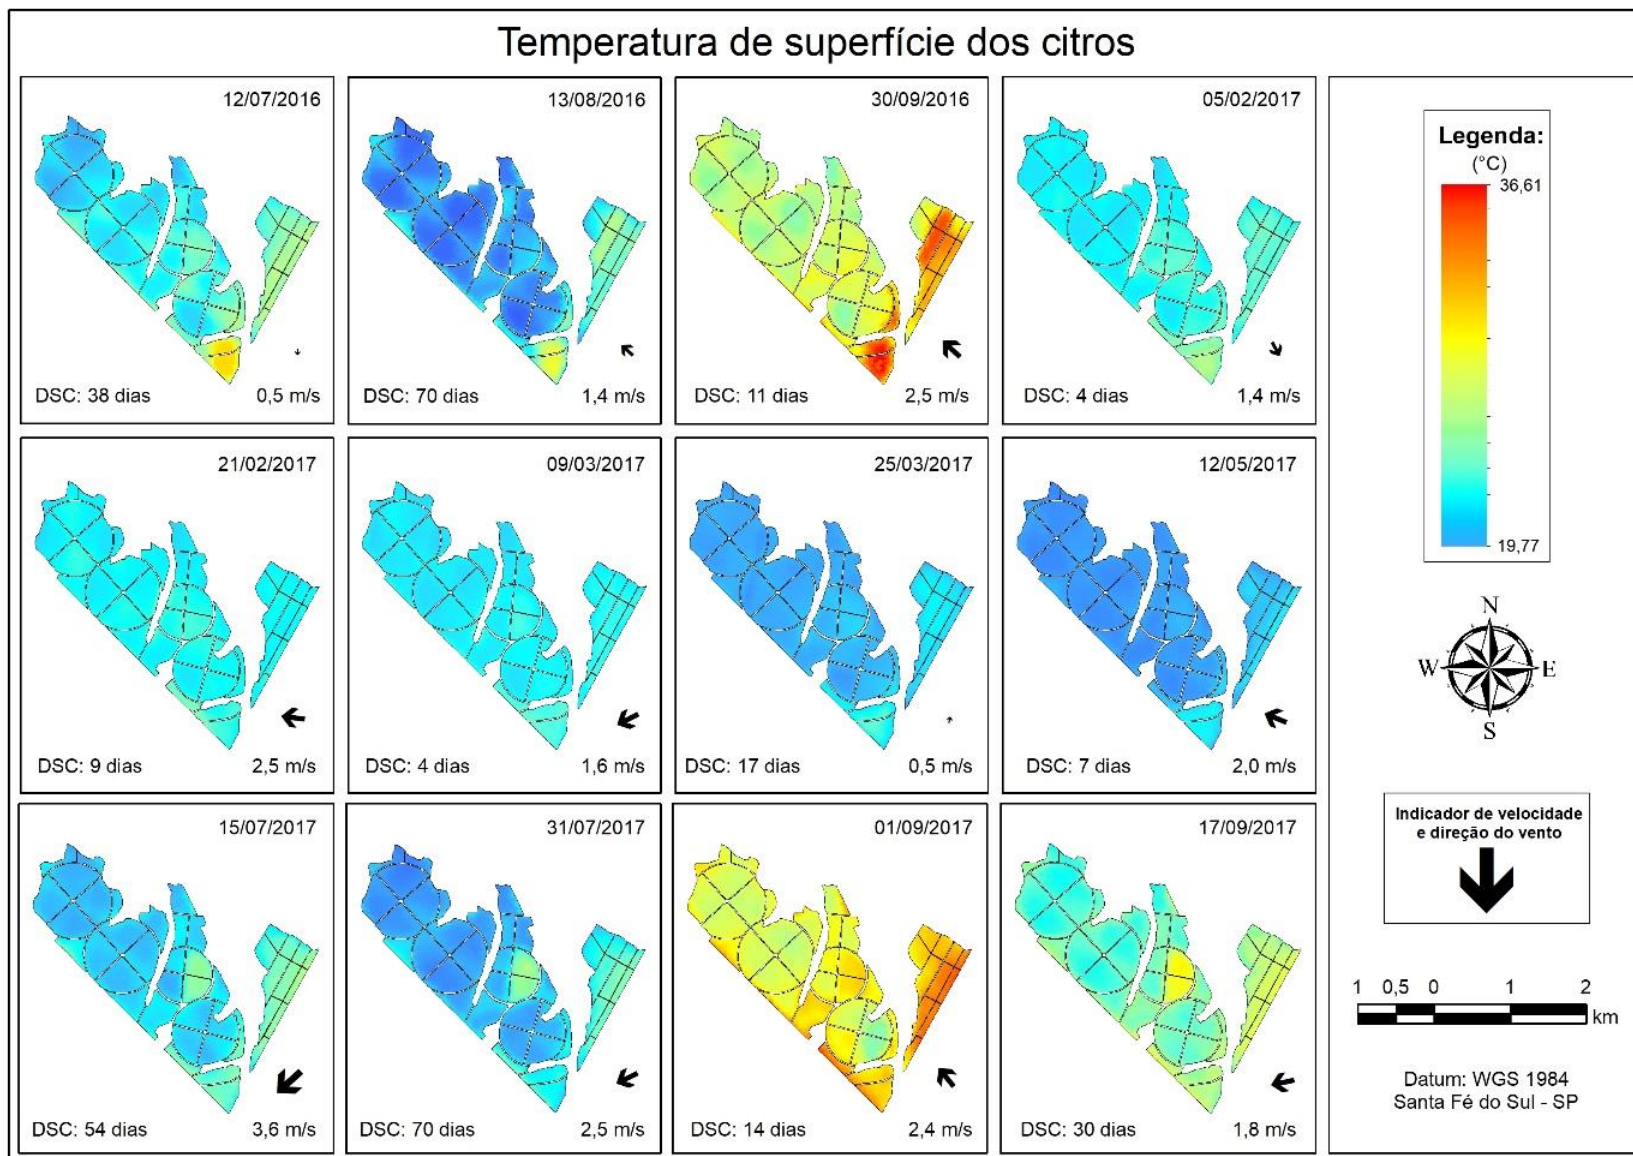 Temperatura de superfície dos citros
12/07/2016
DSC: 38 dias 0,5 m/s
13/08/2016
DSC: 70 dias 1,4 m/s
30/09/2016
DSC: 11 dias 2,5 m/s
05/02/2017
DSC: 4 dias 1,4 m/s
21/02/2017
DSC: 9 dias 2,5 m/s
09/03/2017
DSC: 4 dias 1,6 m/s
25/03/2017
DSC: 17 dias 0,5 m/s
12/05/2017
DSC: 7 dias 2,0 m/s
15/07/2017
DSC: 54 dias 3,6 m/s
31/07/2017
DSC: 70 dias 2,5 m/s
01/09/2017
DSC: 14 dias 2,4 m/s
17/09/2017
DSC: 30 dias 1,8 m/s
Legenda:
(°C)
36,61
19,77
N
W E
S
Indicador de velocidade
e direção do vento
1 0,5 0 1 2
km
Datum: WGS 1984
Santa Fé do Sul - SP